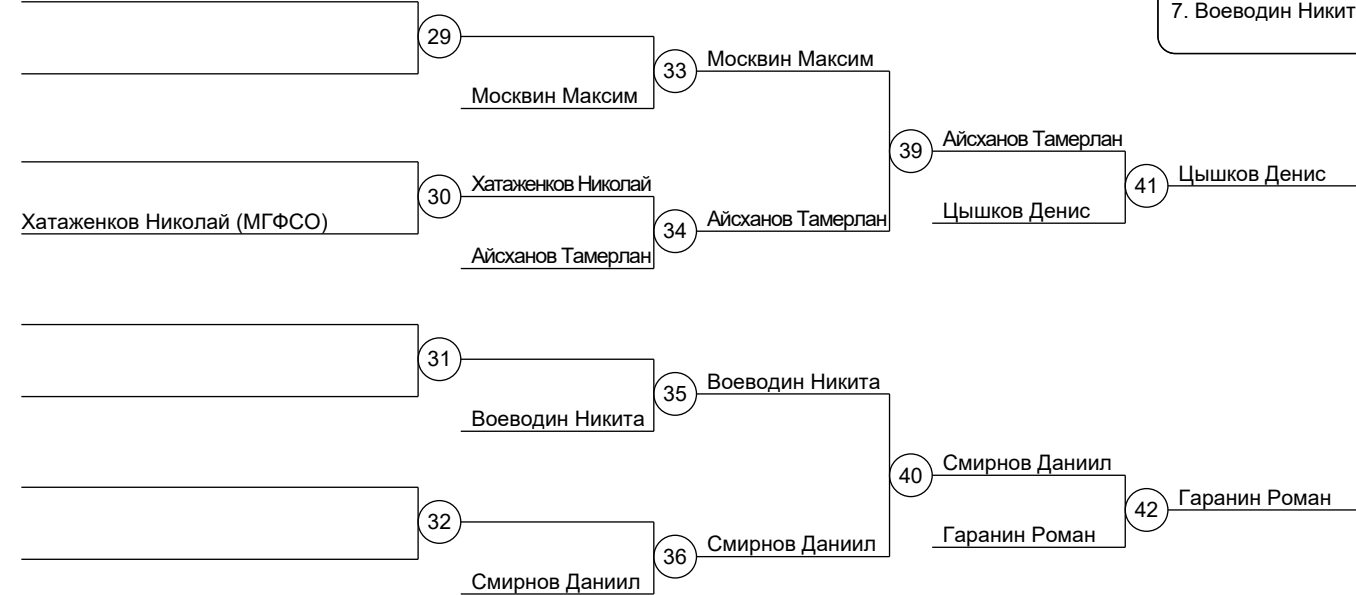 7. Воеводин Никит
29
33
Москвин Максим
Москвин Максим
39
Айсханов Тамерлан
30
Хатаженков Николай
41
Цышков Денис
Хатаженков Николай (МГФСО)
34
Айсханов Тамерлан
Цышков Денис
Айсханов Тамерлан
31
35
Воеводин Никита
Воеводин Никита
40
Смирнов Даниил
32
42
Гаранин Роман
36
Смирнов Даниил
Гаранин Роман
Смирнов Даниил